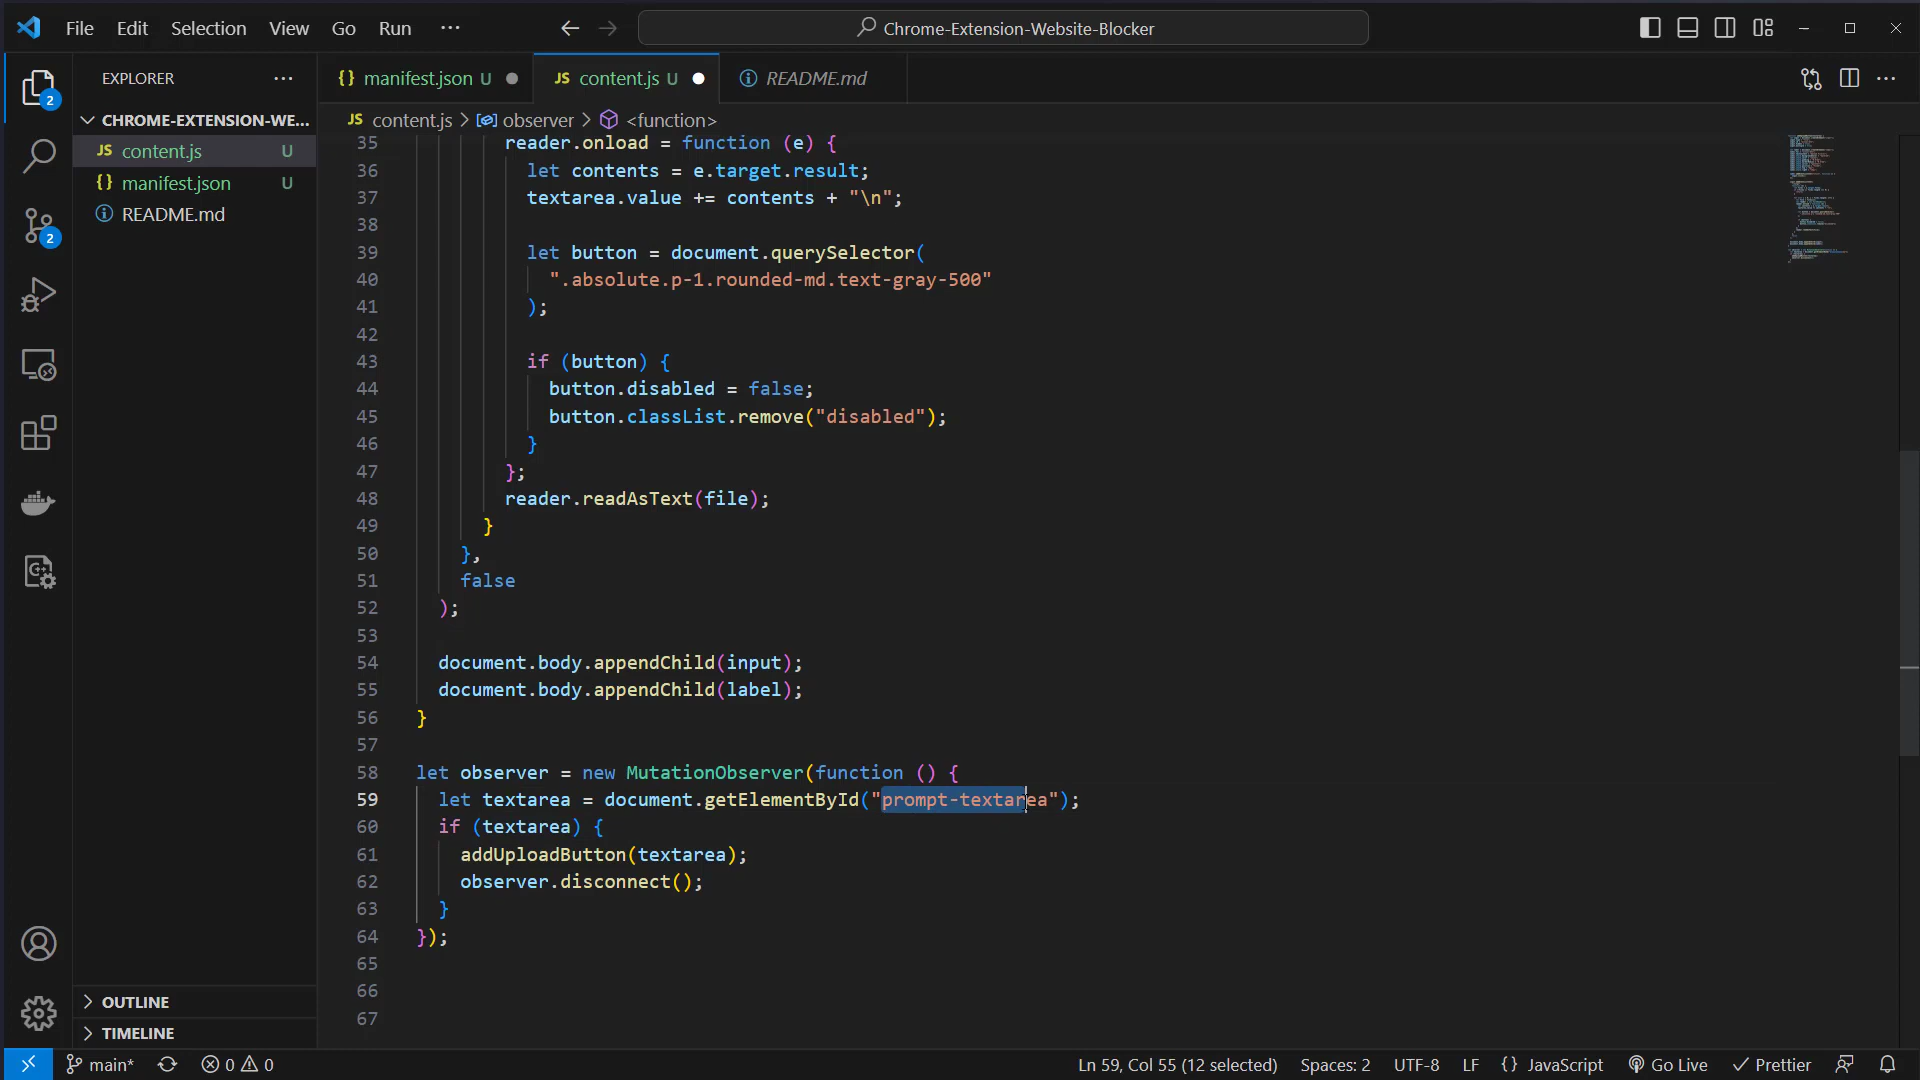 File Edit Selection View Go Run ··· Chrome-Extension-Website-Blocker
EXPLORER ···
{} manifest.json U JS content.js U README.md ···
CHROME-EXTENSION-WE...
JS content.js U
{} manifest.json U
README.md
OUTLINE
TIMELINE
2
2
JS content.js > observer > <function>
35 reader.onload = function (e) {
36 let contents = e.target.result;
37 textarea.value += contents + "\n";
38
39 let button = document.querySelector(
40 ".absolute.p-1.rounded-md.text-gray-500"
41 );
42
43 if (button) {
44 button.disabled = false;
45 button.classList.remove("disabled");
46 }
47 };
48 reader.readAsText(file);
49 }
50 },
51 false
52 );
53
54 document.body.appendChild(input);
55 document.body.appendChild(label);
56 }
57
58 let observer = new MutationObserver(function () {
59 let textarea = document.getElementById("prompt-textarea");
60 if (textarea) {
61 addUploadButton(textarea);
62 observer.disconnect();
63 }
64 });
65
66
67
main* 0 0 Ln 59, Col 55 (12 selected) Spaces: 2 UTF-8 LF {} JavaScript Go Live Prettier